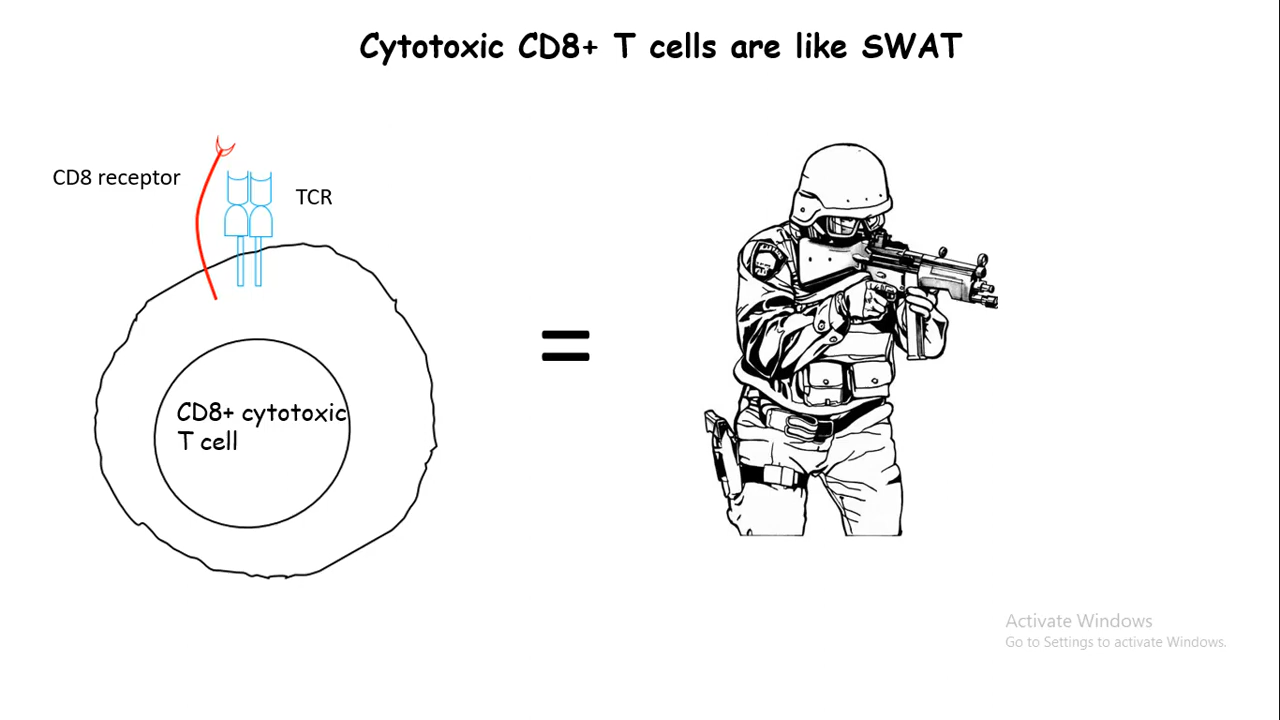 Cytotoxic CD8+ T cells are like SWAT
CD8 receptor
TCR
CD8+ cytotoxic
T cell
=
Activate Windows
Go to Settings to activate Windows.